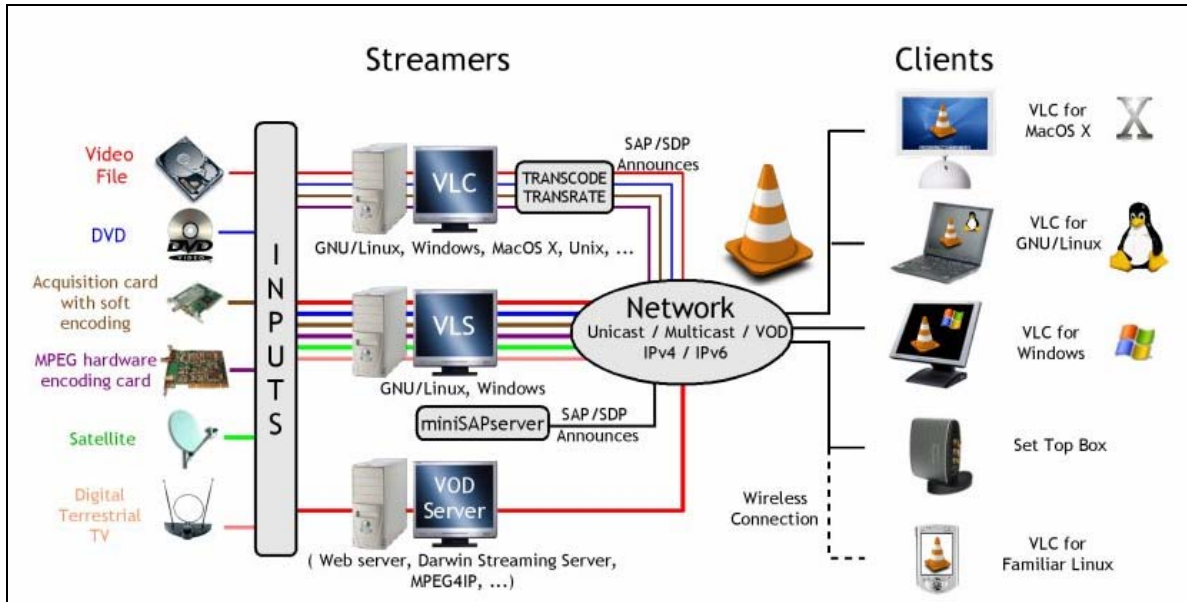 Streamers
Clients
Video
File
DVD
DVD
VIDEO
Acquisition card
with soft
encoding
MPEG hardware
encoding card
Satellite
Digital
Terrestrial
TV
INPUTS
VLC
TRANSCODE
TRANSRATE
SAP/SDP
Announces
GNU/Linux, Windows, MacOS X, Unix, ...
VLS
GNU/Linux, Windows
miniSAPserver
SAP/SDP
Announces
VOD
Server
( Web server, Darwin Streaming Server,
MPEG4IP, ...)
Network
Unicast / Multicast / VOD
IPv4 / IPv6
VLC for
MacOS X
X
VLC for
GNU/Linux
VLC for
Windows
Set Top Box
Wireless
Connection
VLC for
Familiar Linux